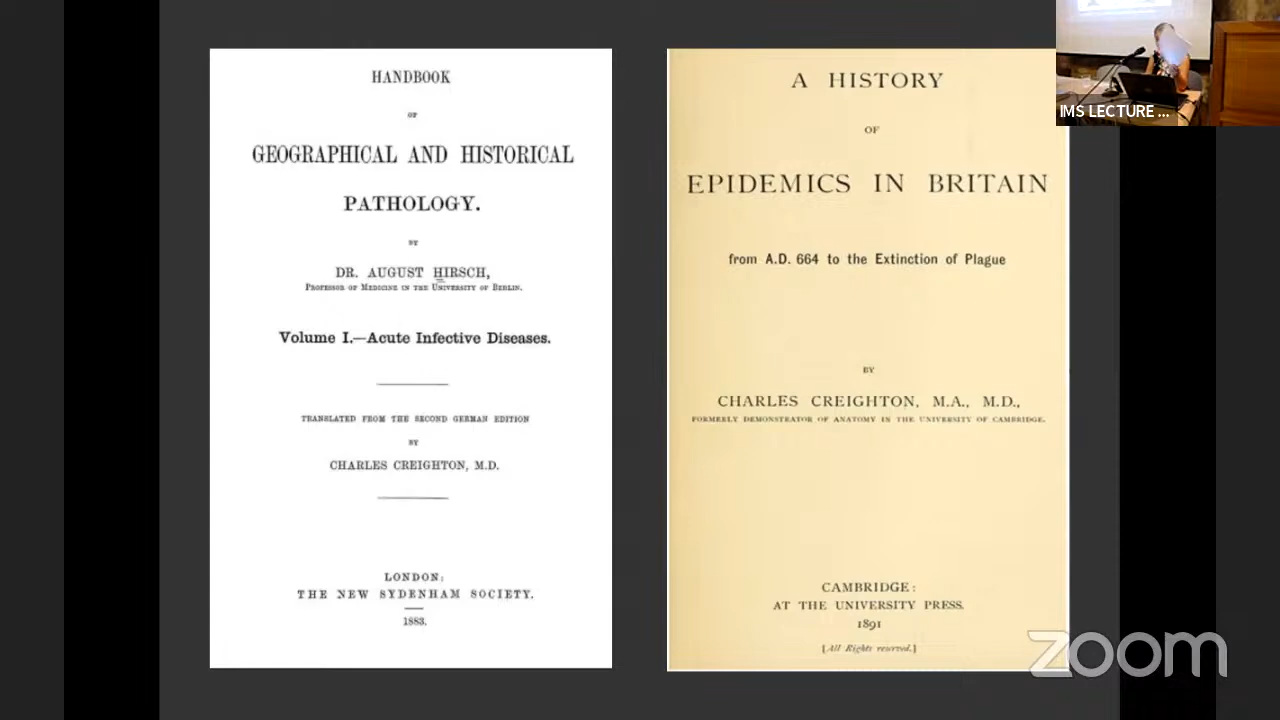 HANDBOOK
OF
GEOGRAPHICAL AND HISTORICAL
PATHOLOGY.
BY
DR. AUGUST HIRSCH,
PROFESSOR OF MEDICINE IN THE UNIVERSITY OF BERLIN.
Volume I.—Acute Infective Diseases.
TRANSLATED FROM THE SECOND GERMAN EDITION
BY
CHARLES CREIGHTON, M.D.
LONDON:
THE NEW SYDENHAM SOCIETY.
1883.
A HISTORY
OF
EPIDEMICS IN BRITAIN
from A.D. 664 to the Extinction of Plague
BY
CHARLES CREIGHTON, M.A., M.D.,
FORMERLY DEMONSTRATOR OF ANATOMY IN THE UNIVERSITY OF CAMBRIDGE.
CAMBRIDGE:
AT THE UNIVERSITY PRESS.
1891
[All Rights reserved.]
IMS LECTURE ...
zoom